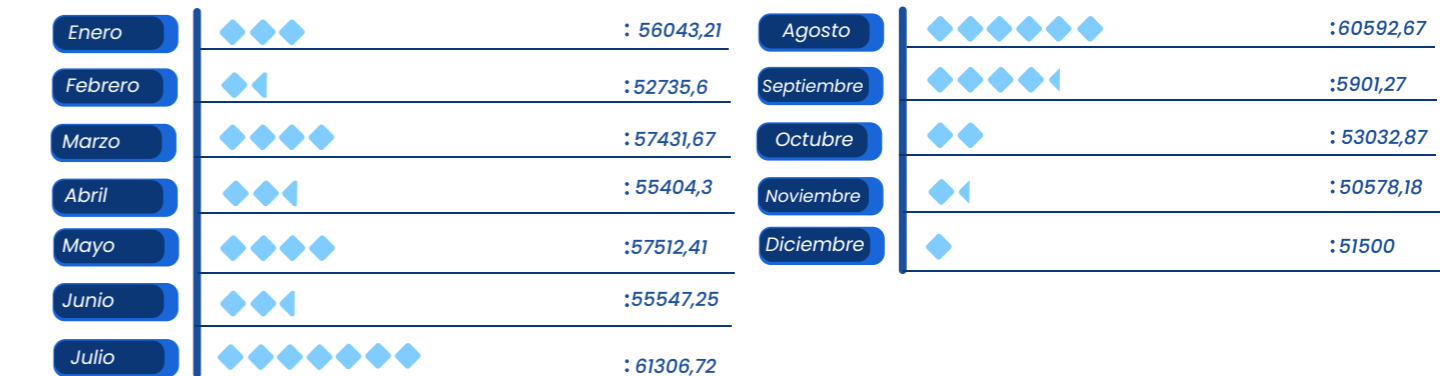 Enero : 56043,21
Febrero : 52735,6
Marzo : 57431,67
Abril : 55404,3
Mayo :57512,41
Junio :55547,25
Julio : 61306,72
Agosto :60592,67
Septiembre :5901,27
Octubre : 53032,87
Noviembre :50578,18
Diciembre :51500